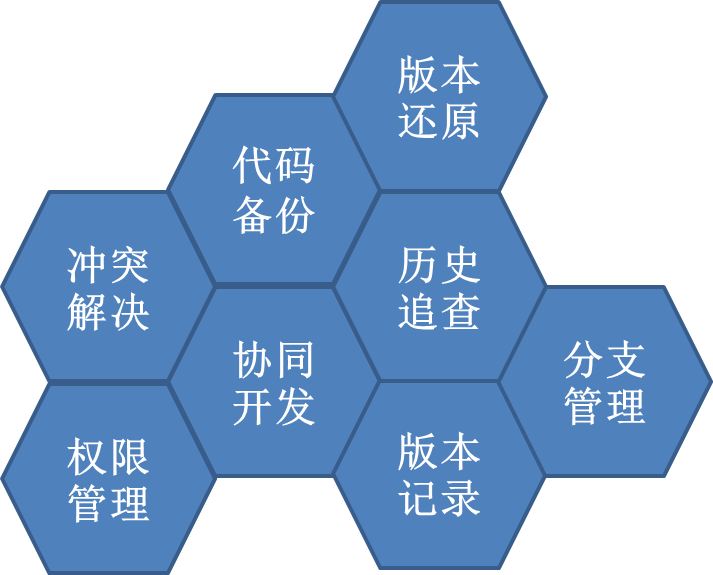 版本
还原
代码
备份
冲突
解决
历史
追查
协同
开发
分支
管理
权限
管理
版本
记录